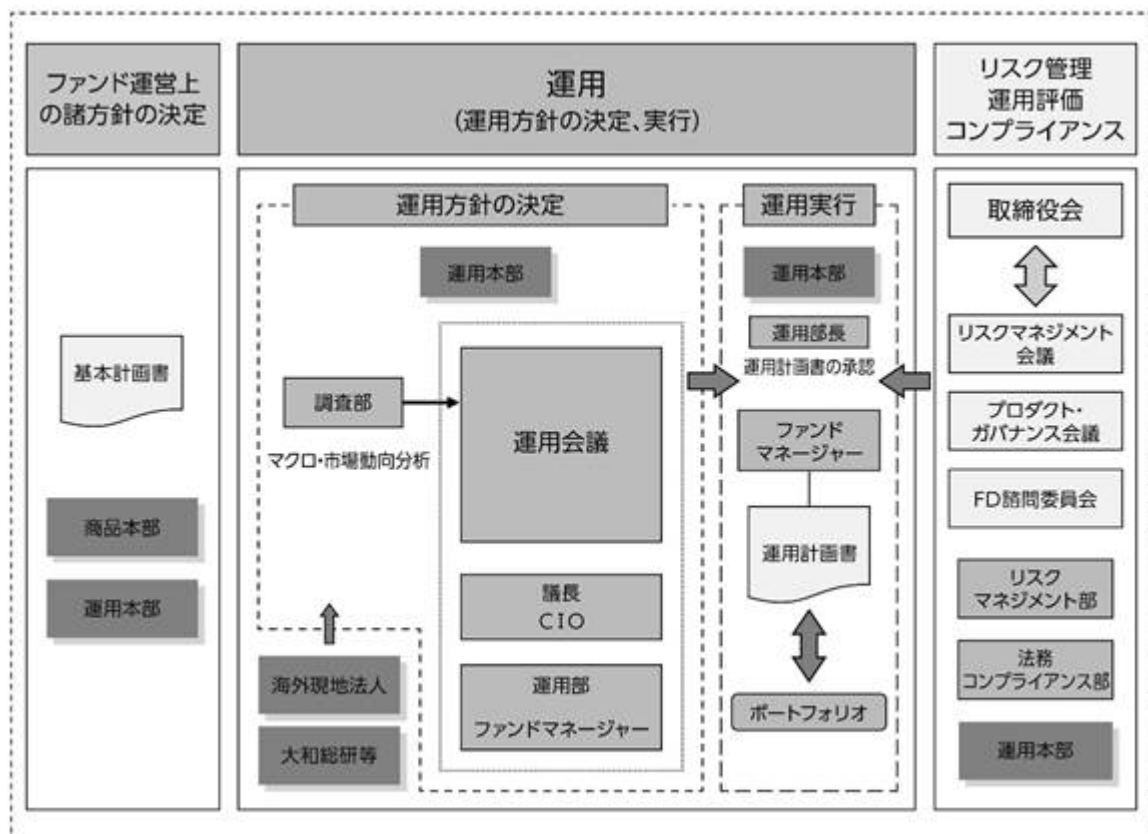 ファンド運営上
の諸方針の決定
基本計画書
商品本部
運用本部
運用
(運用方針の決定、実行)
運用方針の決定
運用本部
調査部
マクロ・市場動向分析
運用会議
議長
CIO
運用部
ファンドマネージャー
海外現地法人
大和総研等
運用実行
運用本部
運用部長
運用計画書の承認
ファンド
マネージャー
運用計画書
ポートフォリオ
リスク管理
運用評価
コンプライアンス
取締役会
リスクマネジメント
会議
プロダクト・
ガバナンス会議
FD諮問委員会
リスク
マネジメント部
法務
コンプライアンス部
運用本部